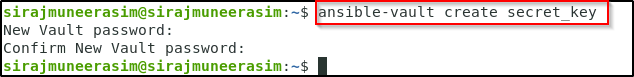 sirajmuneerasim@sirajmuneerasim:~$ ansible-vault create secret_key
New Vault password:
Confirm New Vault password:
sirajmuneerasim@sirajmuneerasim:~$